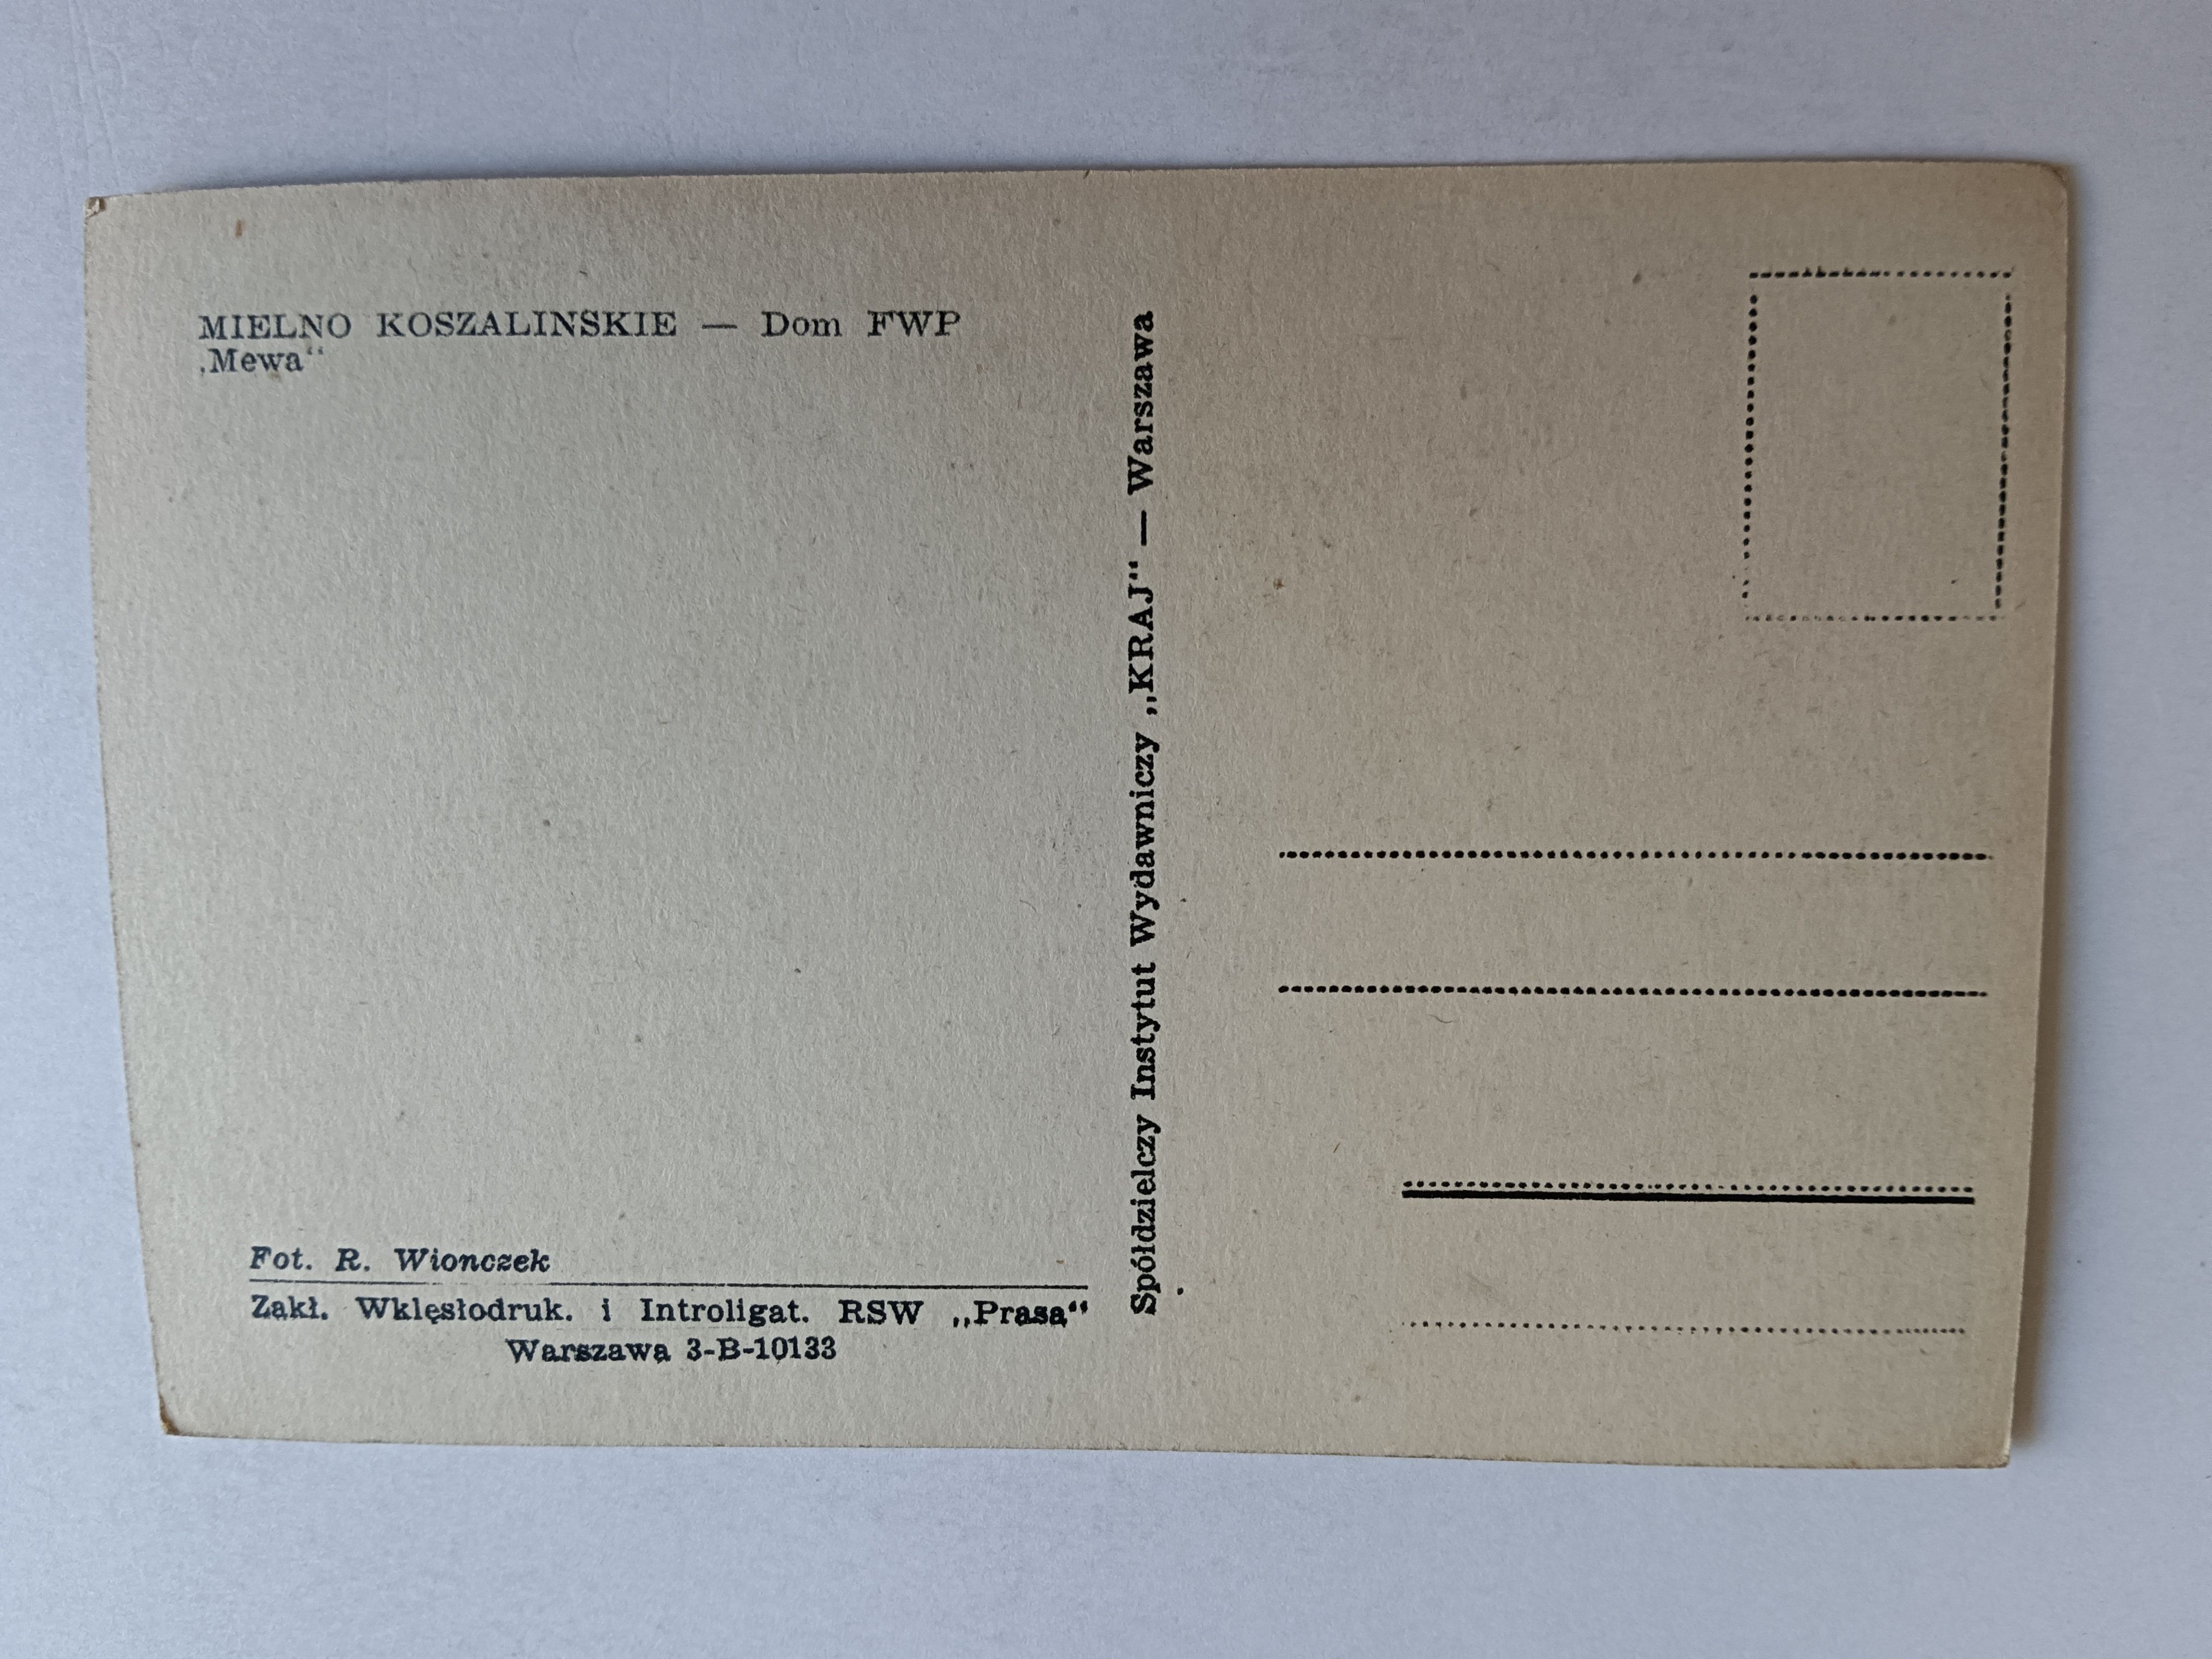 MIELNO KOSZALINSKIE — Dom FWP
‚Mewa“
Fot. R. Wionczek
Zakł. Wklęsłodruk. i Introligat. RSW „Prasa“
Warszawa 3-B-10133
Spółdzielczy Instytut Wydawniczy „KRAJ“ — Warszawa